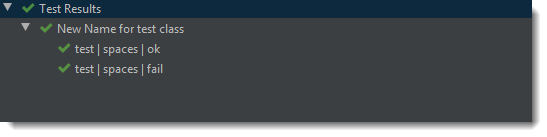 Test Results
New Name for test class
test | spaces | ok
test | spaces | fail